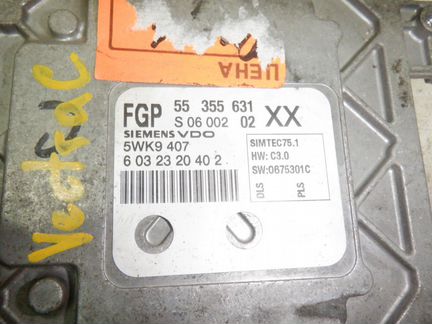 ЦЕНА
FGP 55 355 631 XX
S 06 002 02
SIEMENS VDO
5WK9 407
6 03 23 20 40 2
SIMTEC75.1
HW: C3.0
SW:0675301C
DLS PLS
Vectra C